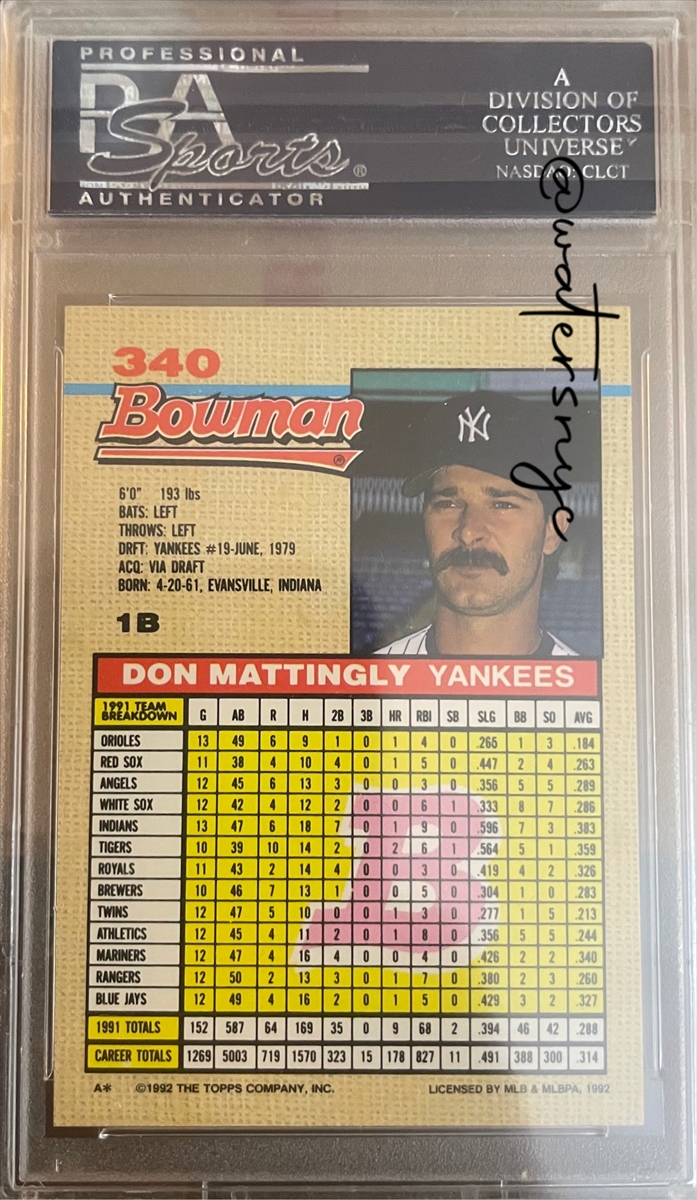 PROFESSIONAL
PSA
Sports®
AUTHENTICATOR
A
DIVISION OF
COLLECTORS
UNIVERSE
NASDAQ: CLCT
@watersnyc
340
Bowman®
NY
6'0" 193 lbs
BATS: LEFT
THROWS: LEFT
DRFT: YANKEES #19-JUNE, 1979
ACQ: VIA DRAFT
BORN: 4-20-61, EVANSVILLE, INDIANA
1B
DON MATTINGLY YANKEES
1991 TEAM BREAKDOWN G AB R H 2B 3B HR RBI SB SLG BB SO AVG
ORIOLES 13 49 6 9 1 0 1 4 0 .265 1 3 .184
RED SOX 11 38 4 10 4 0 1 5 0 .447 2 4 .263
ANGELS 12 45 6 13 3 0 0 3 0 .356 5 5 .289
WHITE SOX 12 42 4 12 2 0 0 6 1 .333 8 7 .286
INDIANS 13 47 6 18 7 0 1 9 0 .596 7 3 .383
TIGERS 10 39 10 14 2 0 2 6 1 .564 5 1 .359
ROYALS 11 43 2 14 4 0 0 3 0 .419 4 2 .326
BREWERS 10 46 7 13 1 0 0 5 0 .304 1 0 .283
TWINS 12 47 5 10 0 0 1 3 0 .277 1 5 .213
ATHLETICS 12 45 4 11 2 0 1 8 0 .356 5 5 .244
MARINERS 12 47 4 16 4 0 0 4 0 .426 2 2 .340
RANGERS 12 50 2 13 3 0 1 7 0 .380 2 3 .260
BLUE JAYS 12 49 4 16 2 0 1 5 0 .429 3 2 .327
1991 TOTALS 152 587 64 169 35 0 9 68 2 .394 46 42 .288
CAREER TOTALS 1269 5003 719 1570 323 15 178 827 11 .491 388 300 .314
B
A* ©1992 THE TOPPS COMPANY, INC. LICENSED BY MLB & MLBPA, 1992